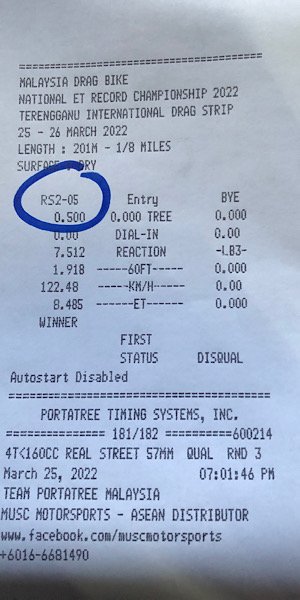 ==================================
MALAYSIA DRAG BIKE
NATIONAL ET RECORD CHAMPIONSHIP 2022
TERENGGANU INTERNATIONAL DRAG STRIP
25 - 26 MARCH 2022
LENGTH : 201M - 1/8 MILES
SURFACE : DRY
RS2-05 Entry BYE
0.500 0.000 TREE 0.000
0.00 DIAL-IN 0.00
7.512 REACTION -LB3-
1.918 ------60FT------ 0.000
122.48 ------KM/H------ 0.00
8.485 ------ET------ 0.000
WINNER
FIRST
STATUS DISQUAL
Autostart Disabled
==================================
PORTATREE TIMING SYSTEMS, INC.
============= 181/182 ==========600214
4T<160CC REAL STREET 57MM QUAL RND 3
March 25, 2022 07:01:46 PM
TEAM PORTATREE MALAYSIA
MUSC MOTORSPORTS - ASEAN DISTRIBUTOR
www.facebook.com/muscmotorsports
+6016-6681490